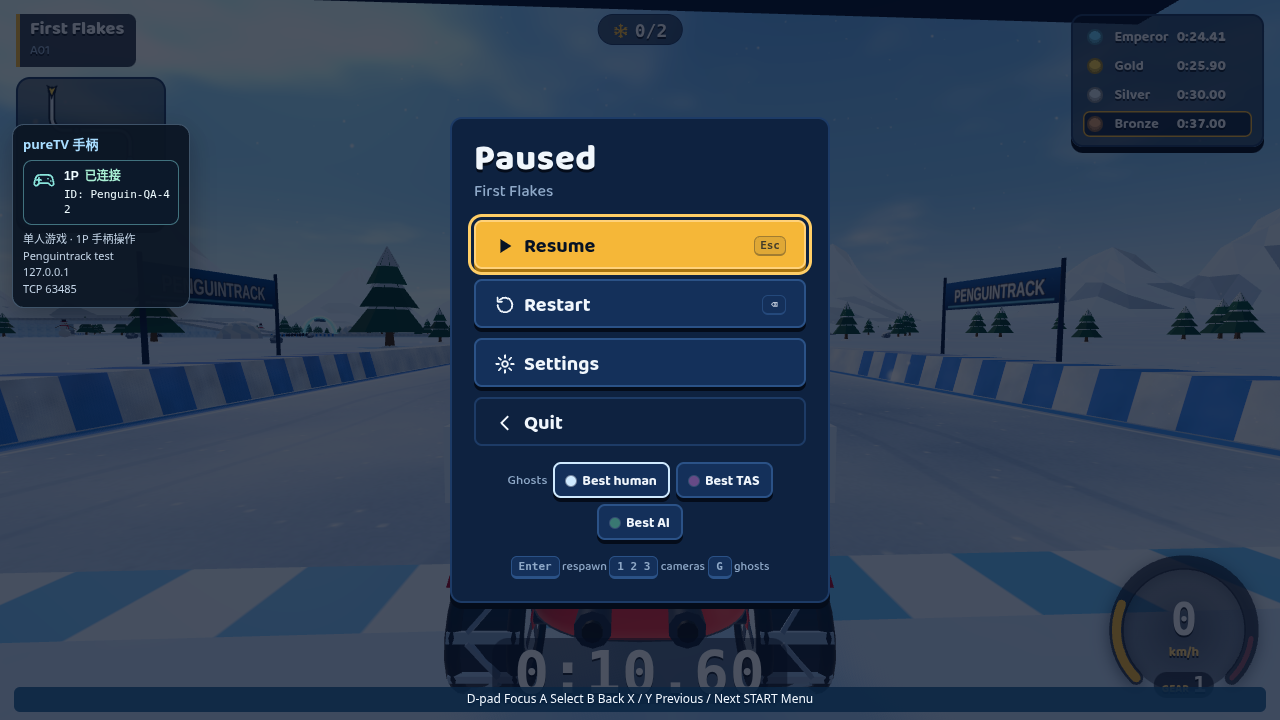 First Flakes
A01
0/2
Emperor 0:24.41
Gold 0:25.90
Silver 0:30.00
Bronze 0:37.00
pureTV 手柄
1P 已连接
ID: Penguin-QA-4
2
单人游戏 · 1P 手柄操作
Penguintrack test
127.0.0.1
TCP 63485
PENGUINTRACK
PENGUINTRACK
Paused
First Flakes
Resume Esc
Restart ⌫
Settings
Quit
Ghosts Best human Best TAS
Best AI
Enter respawn 1 2 3 cameras G ghosts
0
km/h
GEAR 1
0:10.60
D-pad Focus A Select B Back X / Y Previous / Next START Menu